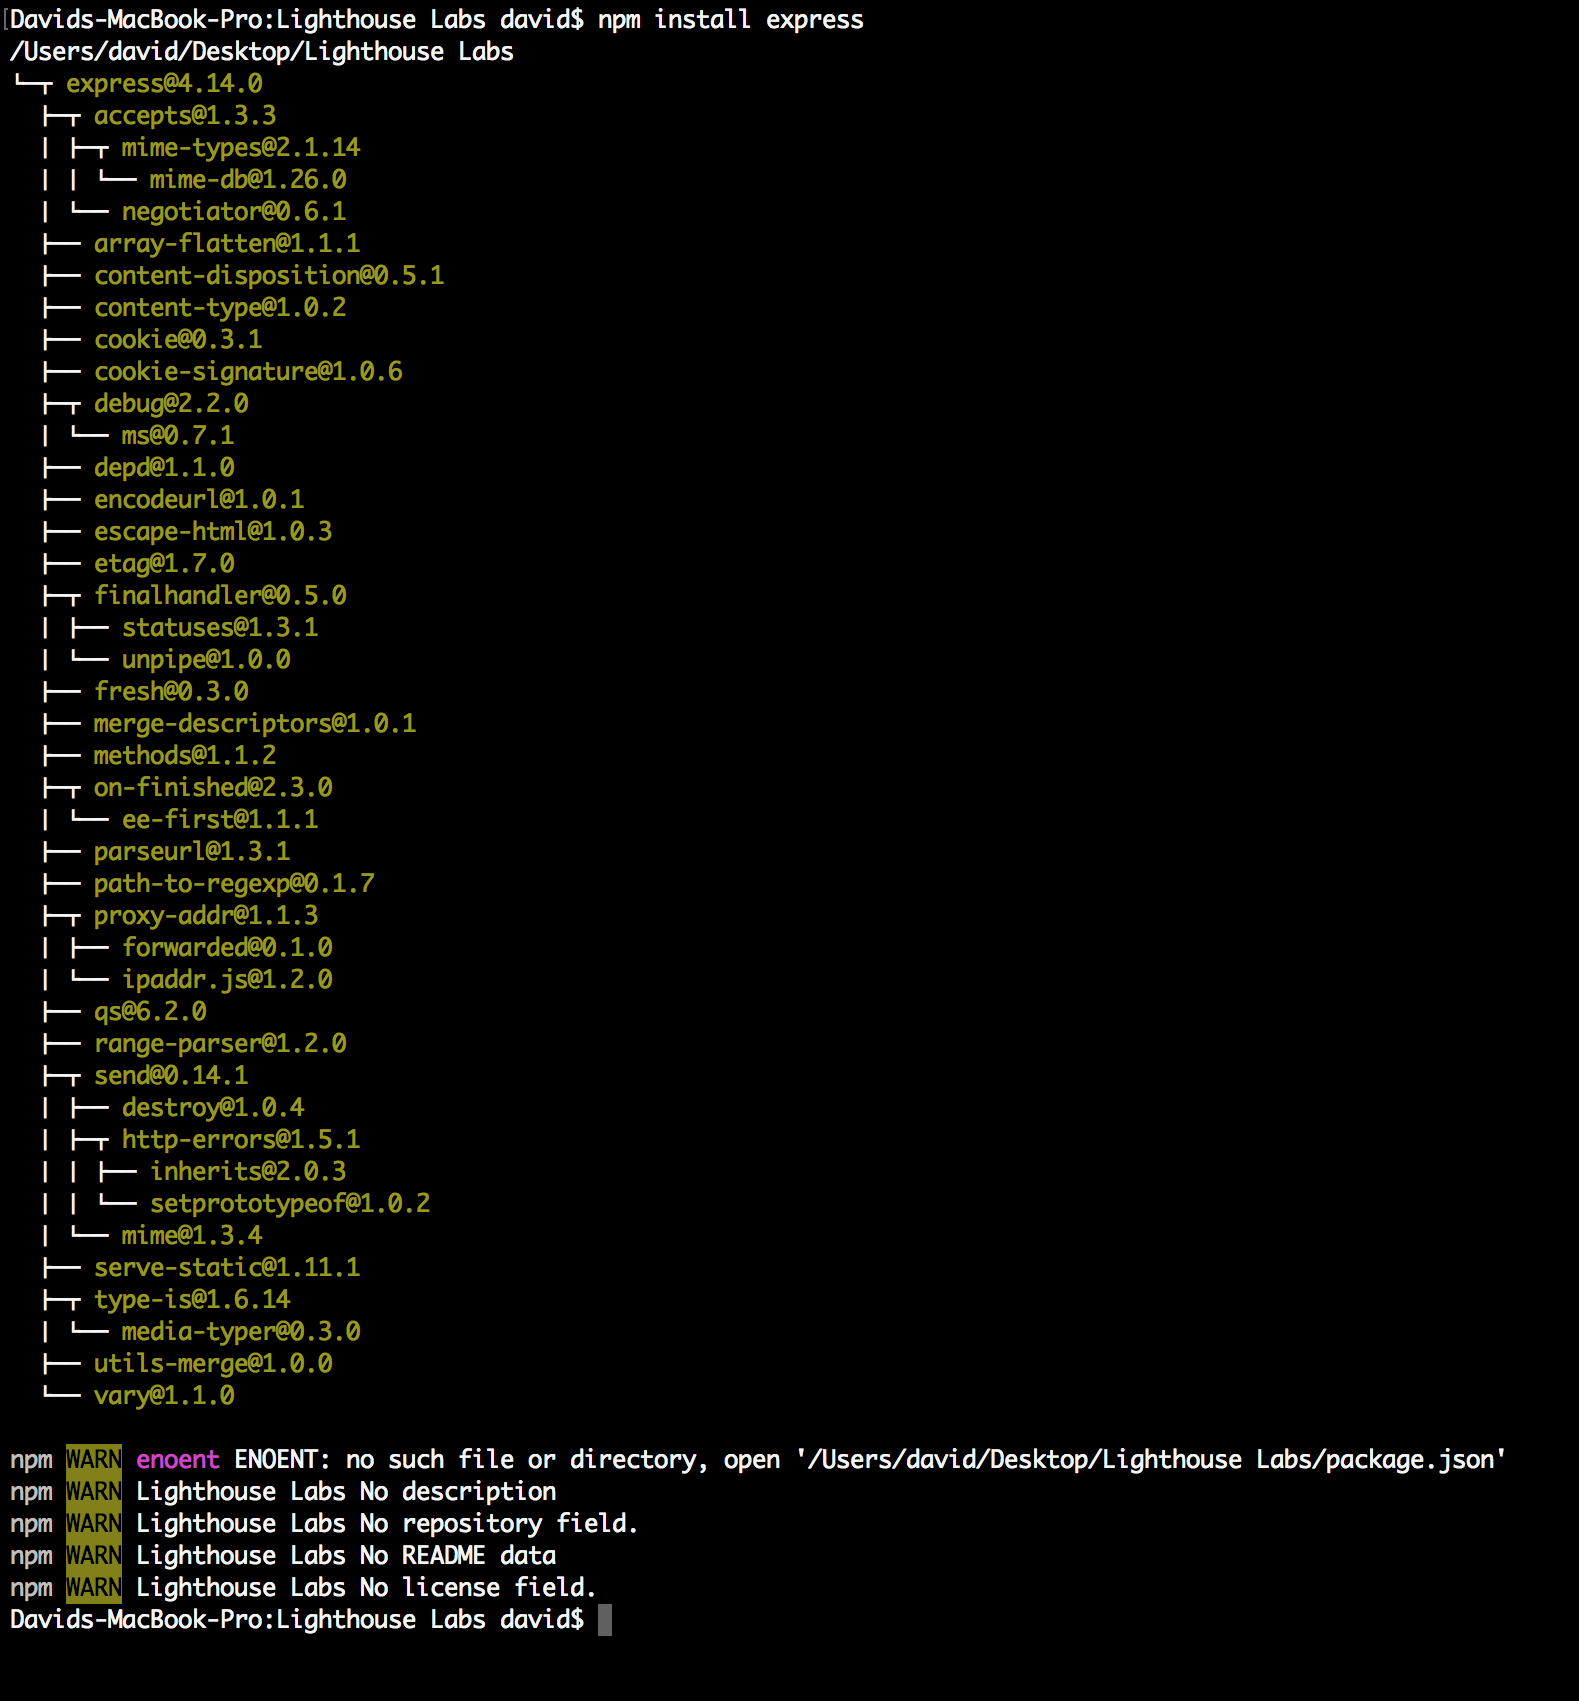 Davids-MacBook-Pro:Lighthouse Labs david$ npm install express
/Users/david/Desktop/Lighthouse Labs
└─┬ express@4.14.0
  ├─┬ accepts@1.3.3
  │ ├─┬ mime-types@2.1.14
  │ │ └── mime-db@1.26.0
  │ └── negotiator@0.6.1
  ├── array-flatten@1.1.1
  ├── content-disposition@0.5.1
  ├── content-type@1.0.2
  ├── cookie@0.3.1
  ├── cookie-signature@1.0.6
  ├─┬ debug@2.2.0
  │ └── ms@0.7.1
  ├── depd@1.1.0
  ├── encodeurl@1.0.1
  ├── escape-html@1.0.3
  ├── etag@1.7.0
  ├─┬ finalhandler@0.5.0
  │ ├── statuses@1.3.1
  │ └── unpipe@1.0.0
  ├── fresh@0.3.0
  ├── merge-descriptors@1.0.1
  ├── methods@1.1.2
  ├─┬ on-finished@2.3.0
  │ └── ee-first@1.1.1
  ├── parseurl@1.3.1
  ├── path-to-regexp@0.1.7
  ├─┬ proxy-addr@1.1.3
  │ ├── forwarded@0.1.0
  │ └── ipaddr.js@1.2.0
  ├── qs@6.2.0
  ├── range-parser@1.2.0
  ├─┬ send@0.14.1
  │ ├── destroy@1.0.4
  │ ├─┬ http-errors@1.5.1
  │ │ ├── inherits@2.0.3
  │ │ └── setprototypeof@1.0.2
  │ └── mime@1.3.4
  ├── serve-static@1.11.1
  ├─┬ type-is@1.6.14
  │ └── media-typer@0.3.0
  ├── utils-merge@1.0.0
  └── vary@1.1.0
npm WARN enoent ENOENT: no such file or directory, open '/Users/david/Desktop/Lighthouse Labs/package.json'
npm WARN Lighthouse Labs No description
npm WARN Lighthouse Labs No repository field.
npm WARN Lighthouse Labs No README data
npm WARN Lighthouse Labs No license field.
Davids-MacBook-Pro:Lighthouse Labs david$